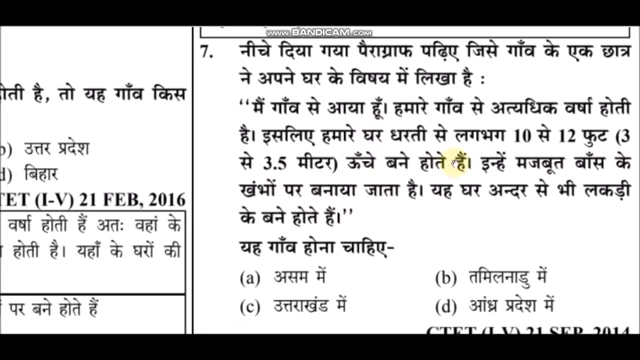 WWW.BANDICAM.COM
ोती है, तो यह गाँव किस
b) उत्तर प्रदेश
d) बिहार
TET (I-V) 21 FEB, 2016
वर्षा होती हैं अतः वहां के
होती है। यहाँ के घरों की
पर बने होते हैं
7. नीचे दिया गया पैराग्राफ पढ़िए जिसे गाँव के एक छात्र
ने अपने घर के विषय में लिखा है :
"मैं गाँव से आया हूँ। हमारे गाँव से अत्यधिक वर्षा होती
है। इसलिए हमारे घर धरती से लगभग 10 से 12 फुट (3
से 3.5 मीटर) ऊँचे बने होते हैं। इन्हें मजबूत बाँस के
खंभों पर बनाया जाता है। यह घर अन्दर से भी लकड़ी
के बने होते हैं।''
यह गाँव होना चाहिए-
(a) असम में (b) तमिलनाडु में
(c) उत्तराखंड में (d) आंध्र प्रदेश में
CTET (I-V) 21 SEP, 2014